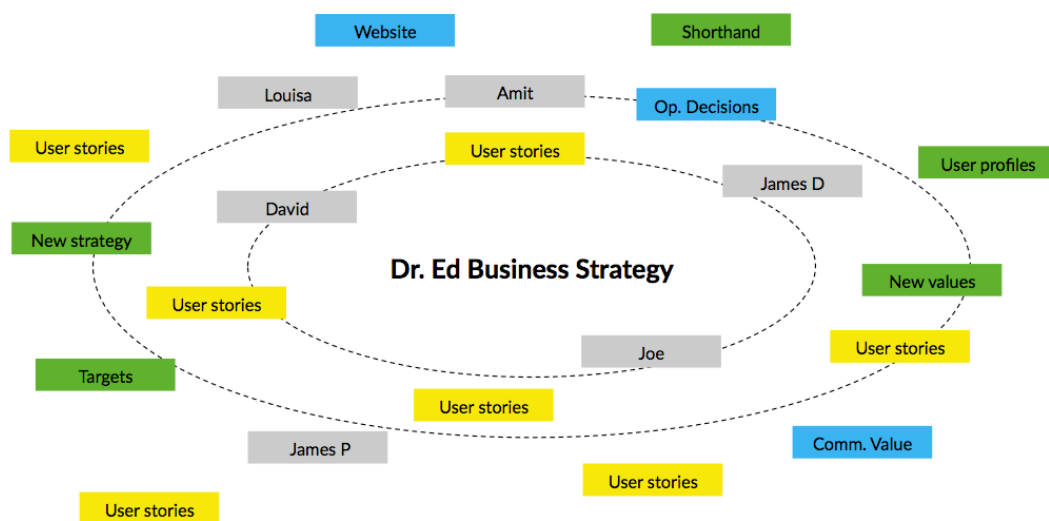 Website
Shorthand
Louisa
Amit
Op. Decisions
User stories
User stories
User profiles
James D
David
New strategy
Dr. Ed Business Strategy
New values
User stories
User stories
Joe
Targets
User stories
James P
Comm. Value
User stories
User stories